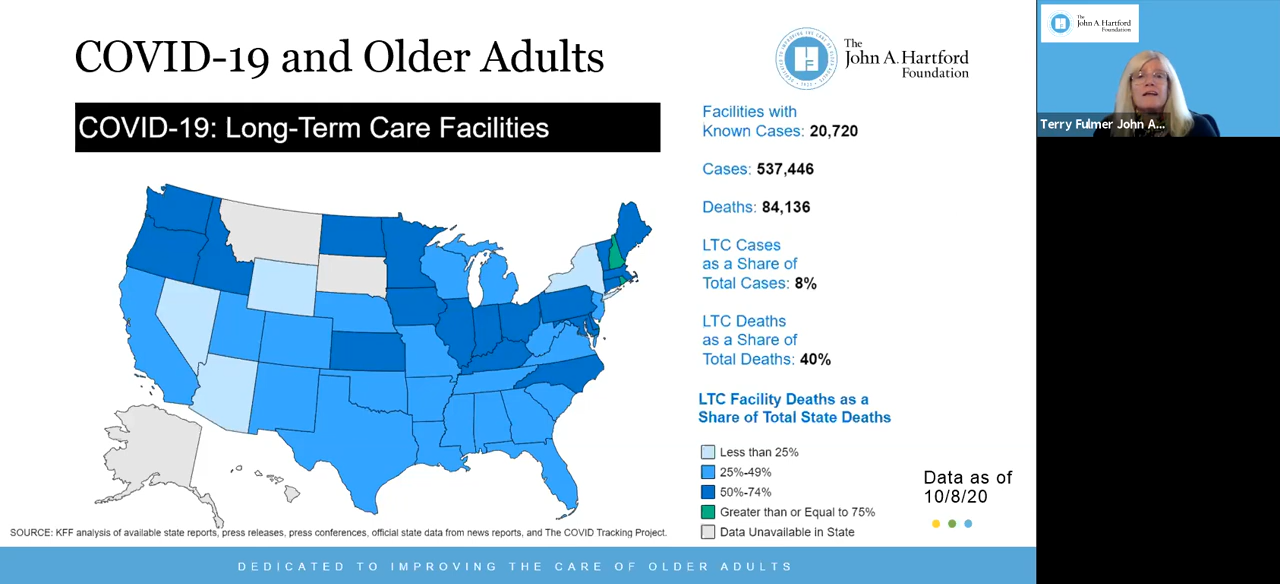 COVID-19 and Older Adults
The
John A. Hartford
Foundation
COVID-19: Long-Term Care Facilities
Facilities with
Known Cases: 20,720
Cases: 537,446
Deaths: 84,136
LTC Cases
as a Share of
Total Cases: 8%
LTC Deaths
as a Share of
Total Deaths: 40%
LTC Facility Deaths as a
Share of Total State Deaths
Less than 25%
25%-49%
50%-74%
Greater than or Equal to 75%
Data Unavailable in State
Data as of
10/8/20
SOURCE: KFF analysis of available state reports, press releases, press conferences, official state data from news reports, and The COVID Tracking Project.
DEDICATED TO IMPROVING THE CARE OF OLDER ADULTS
The
John A. Hartford
Foundation
Terry Fulmer John A...